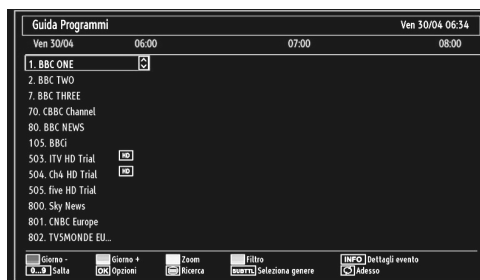 Guida Programmi Ven 30/04 06:34
Ven 30/04 06:00 07:00 08:00
1. BBC ONE
2. BBC TWO
7. BBC THREE
70. CBBC Channel
80. BBC NEWS
105. BBCi
503. ITV HD Trial HD
504. Ch4 HD Trial HD
505. five HD Trial
800. Sky News
801. CNBC Europe
802. TV5MONDE EU...
Giorno - Giorno + Zoom Filtro INFO Dettagli evento
0...9 Salta OK Opzioni Ricerca SUBTTL Seleziona genere Adesso